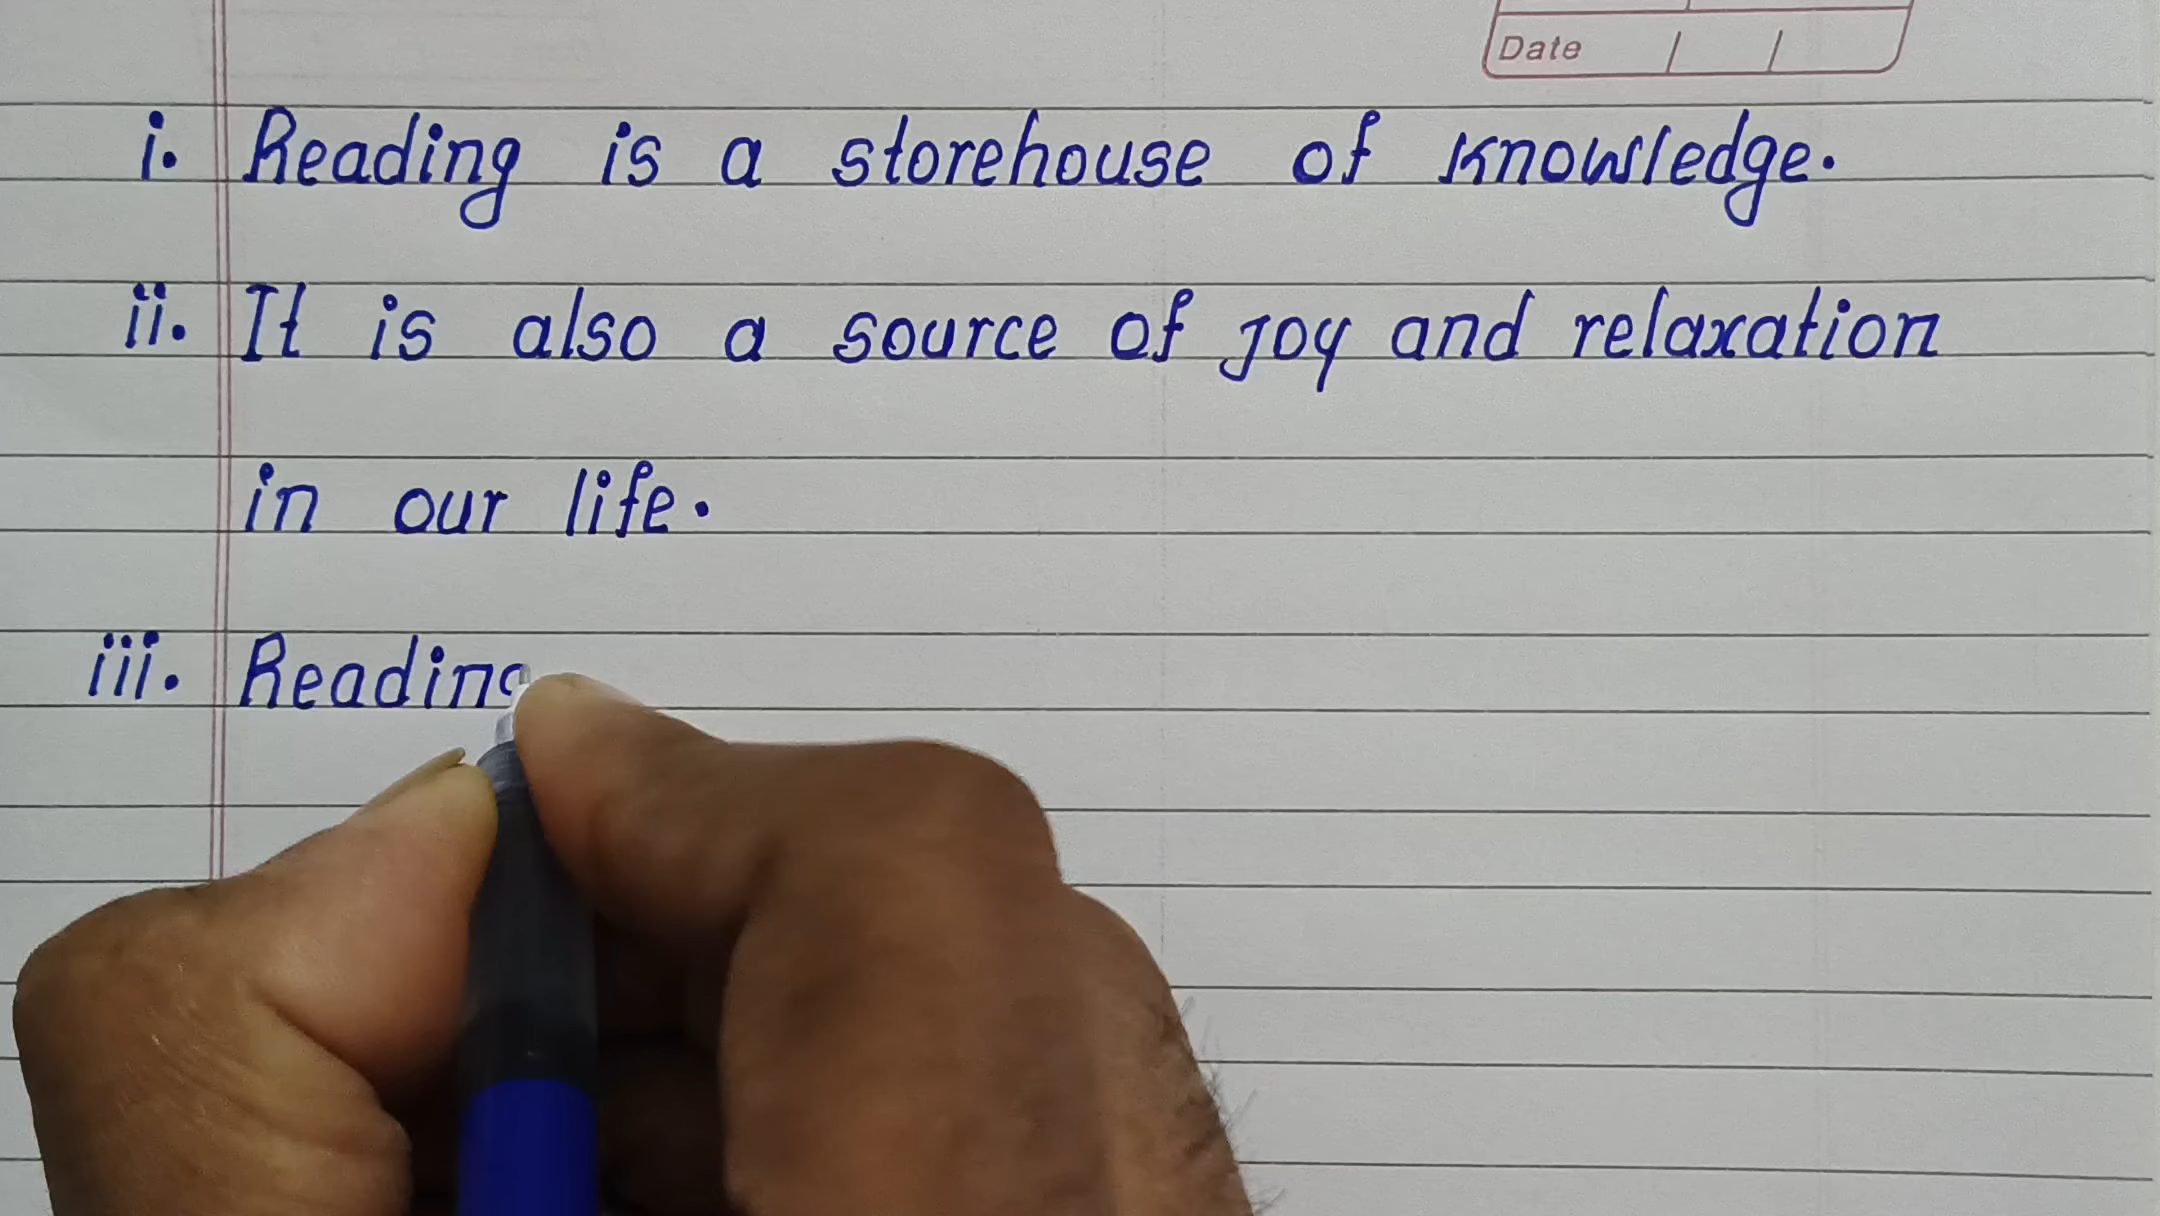 Date / /
i. Reading is a storehouse of knowledge.
ii. It is also a source of joy and relaxation
in our life.
iii. Reading